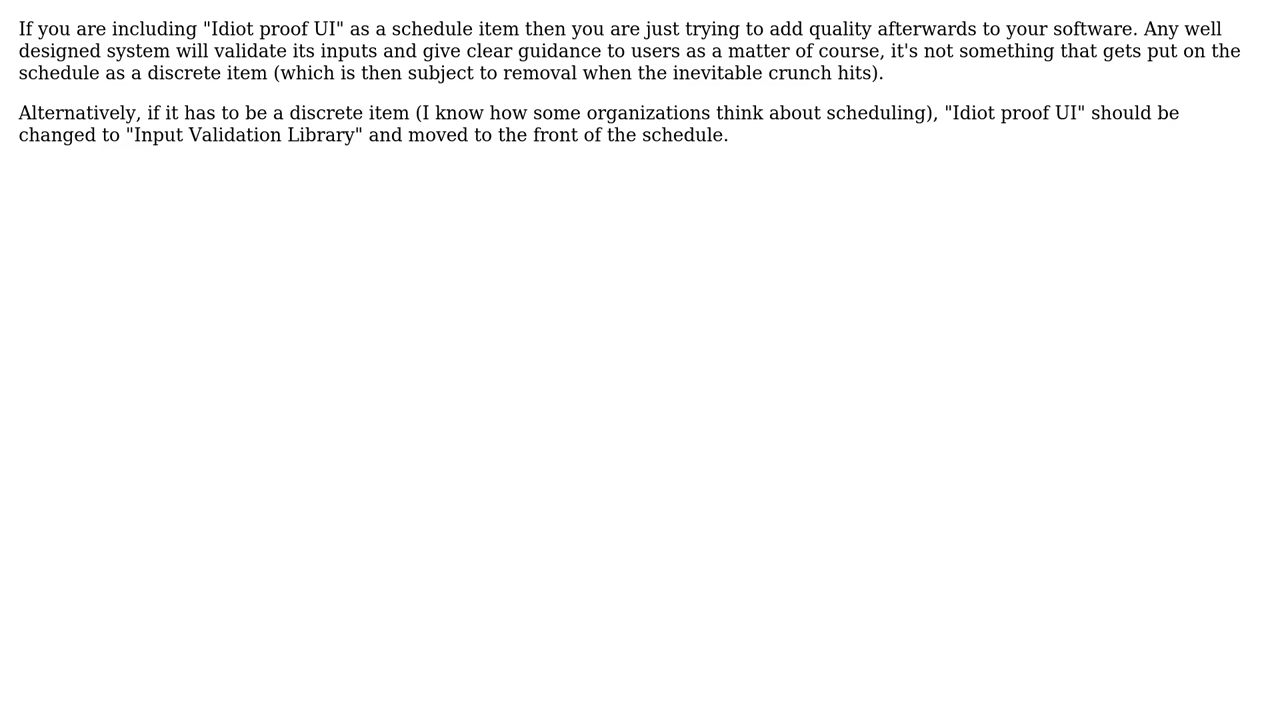 If you are including "Idiot proof UI" as a schedule item then you are just trying to add quality afterwards to your software. Any well
designed system will validate its inputs and give clear guidance to users as a matter of course, it's not something that gets put on the
schedule as a discrete item (which is then subject to removal when the inevitable crunch hits).
Alternatively, if it has to be a discrete item (I know how some organizations think about scheduling), "Idiot proof UI" should be
changed to "Input Validation Library" and moved to the front of the schedule.